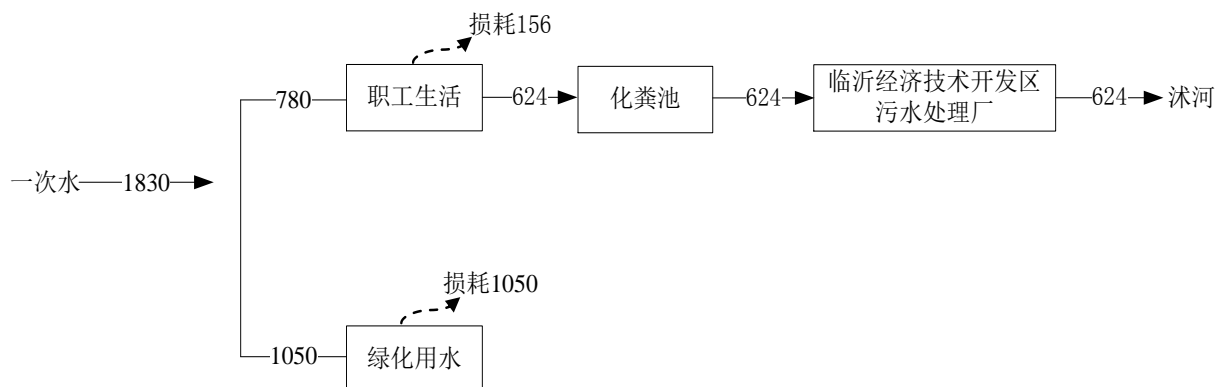 损耗156
780
职工生活
624
化粪池
624
临沂经济技术开发区
污水处理厂
624
沭河
一次水
1830
损耗1050
1050
绿化用水